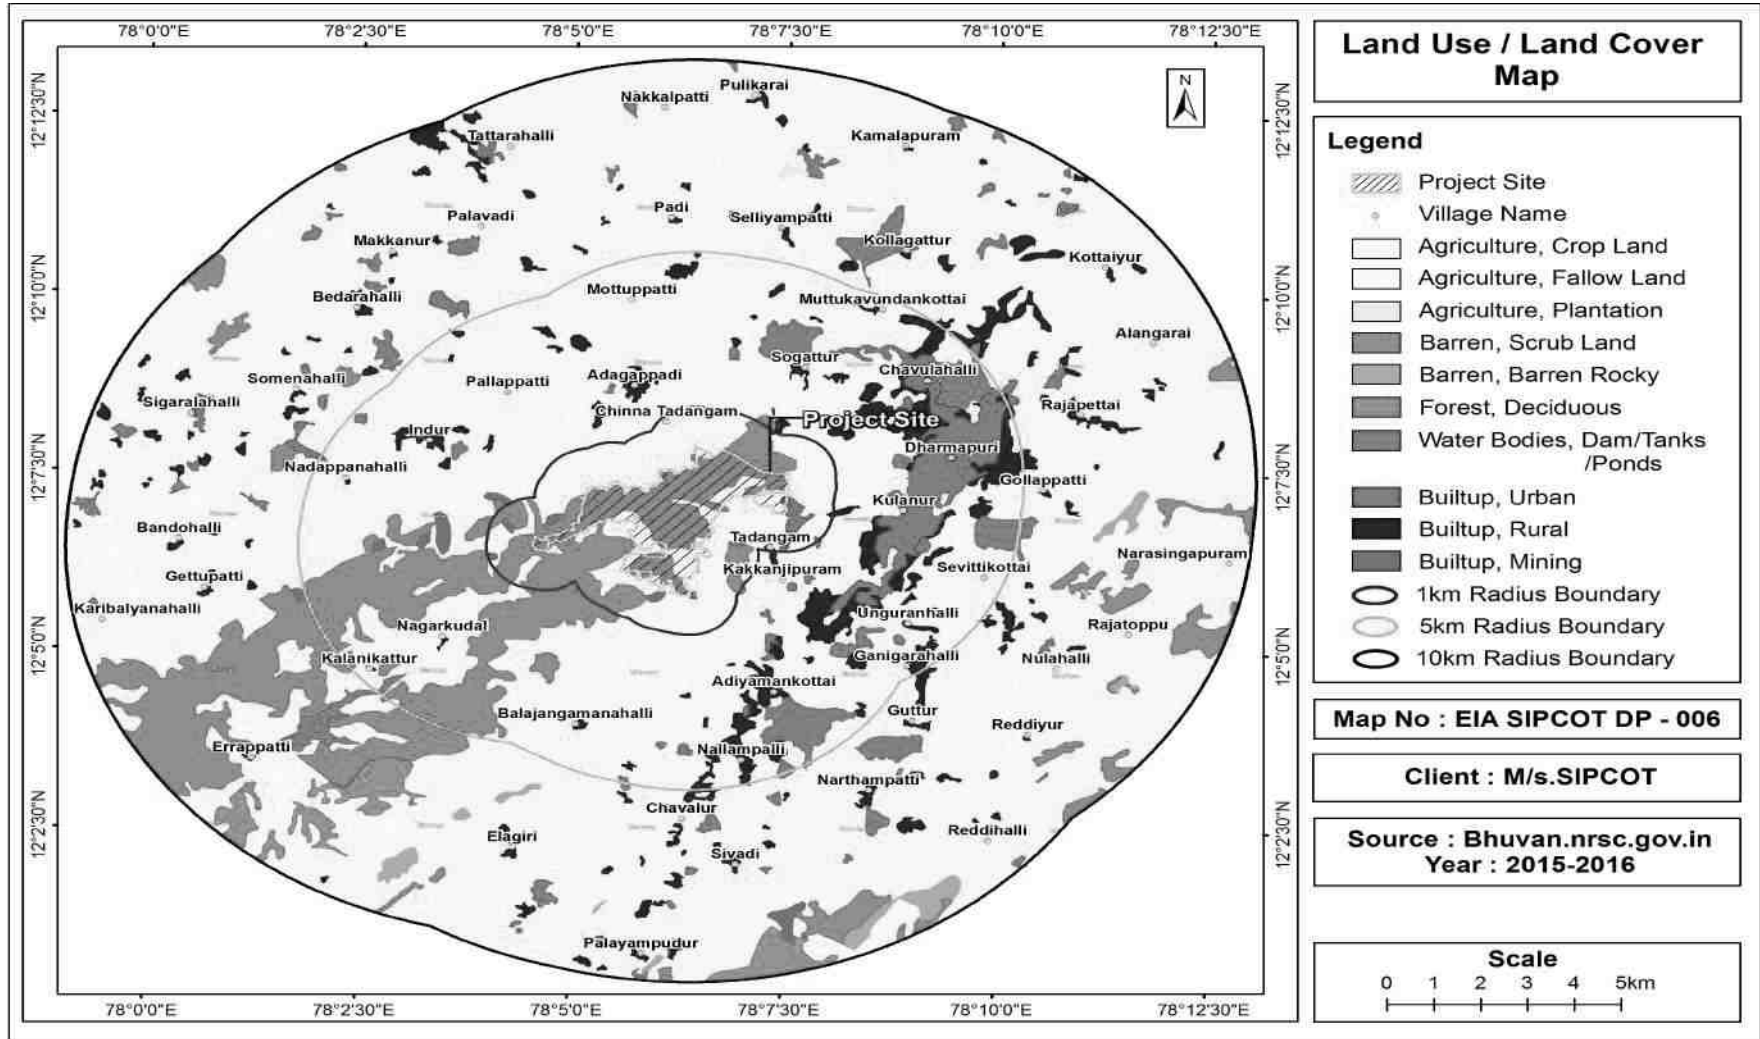 78°0'0"E 78°2'30"E 78°5'0"E 78°7'30"E 78°10'0"E 78°12'30"E
12°12'30"N
12°10'0"N
12°7'30"N
12°5'0"N
12°2'30"N
N
Pulikarai
Nakkalpatti
Tattarahalli
Kamalapuram
Padi
Palavadi
Selliyampatti
Makkanur
Kollagattur
Kottaiyur
Mottuppatti
Bedarahalli
Muttukavundankottai
Alangarai
Sogattur
Chavulahalli
Adagappadi
Somenahalli
Pallappatti
Sigaralahalli
Chinna Tadangam
Rajapettai
Project Site
Indur
Dharmapuri
Nadappanahalli
Gollappatti
Kulanur
Bandohalli
Tadangam
Narasingapuram
Kakkanjipuram
Sevittikottai
Gettupatti
Karibalyanahalli
Unguranhalli
Nagarkudal
Rajatoppu
Kalanikattur
Ganigarahalli
Nulahalli
Adiyamankottai
Balajangamanahalli
Guttur
Reddiyur
Errappatti
Nallampalli
Narthampatti
Chavalur
Elagiri
Reddihalli
Sivadi
Palayampudur
12°12'30"N
12°10'0"N
12°7'30"N
12°5'0"N
12°2'30"N
78°0'0"E 78°2'30"E 78°5'0"E 78°7'30"E 78°10'0"E 78°12'30"E
Land Use / Land Cover
Map
Legend
Project Site
Village Name
Agriculture, Crop Land
Agriculture, Fallow Land
Agriculture, Plantation
Barren, Scrub Land
Barren, Barren Rocky
Forest, Deciduous
Water Bodies, Dam/Tanks
/Ponds
Builtup, Urban
Builtup, Rural
Builtup, Mining
1km Radius Boundary
5km Radius Boundary
10km Radius Boundary
Map No : EIA SIPCOT DP - 006
Client : M/s.SIPCOT
Source : Bhuvan.nrsc.gov.in
Year : 2015-2016
Scale
0 1 2 3 4 5km